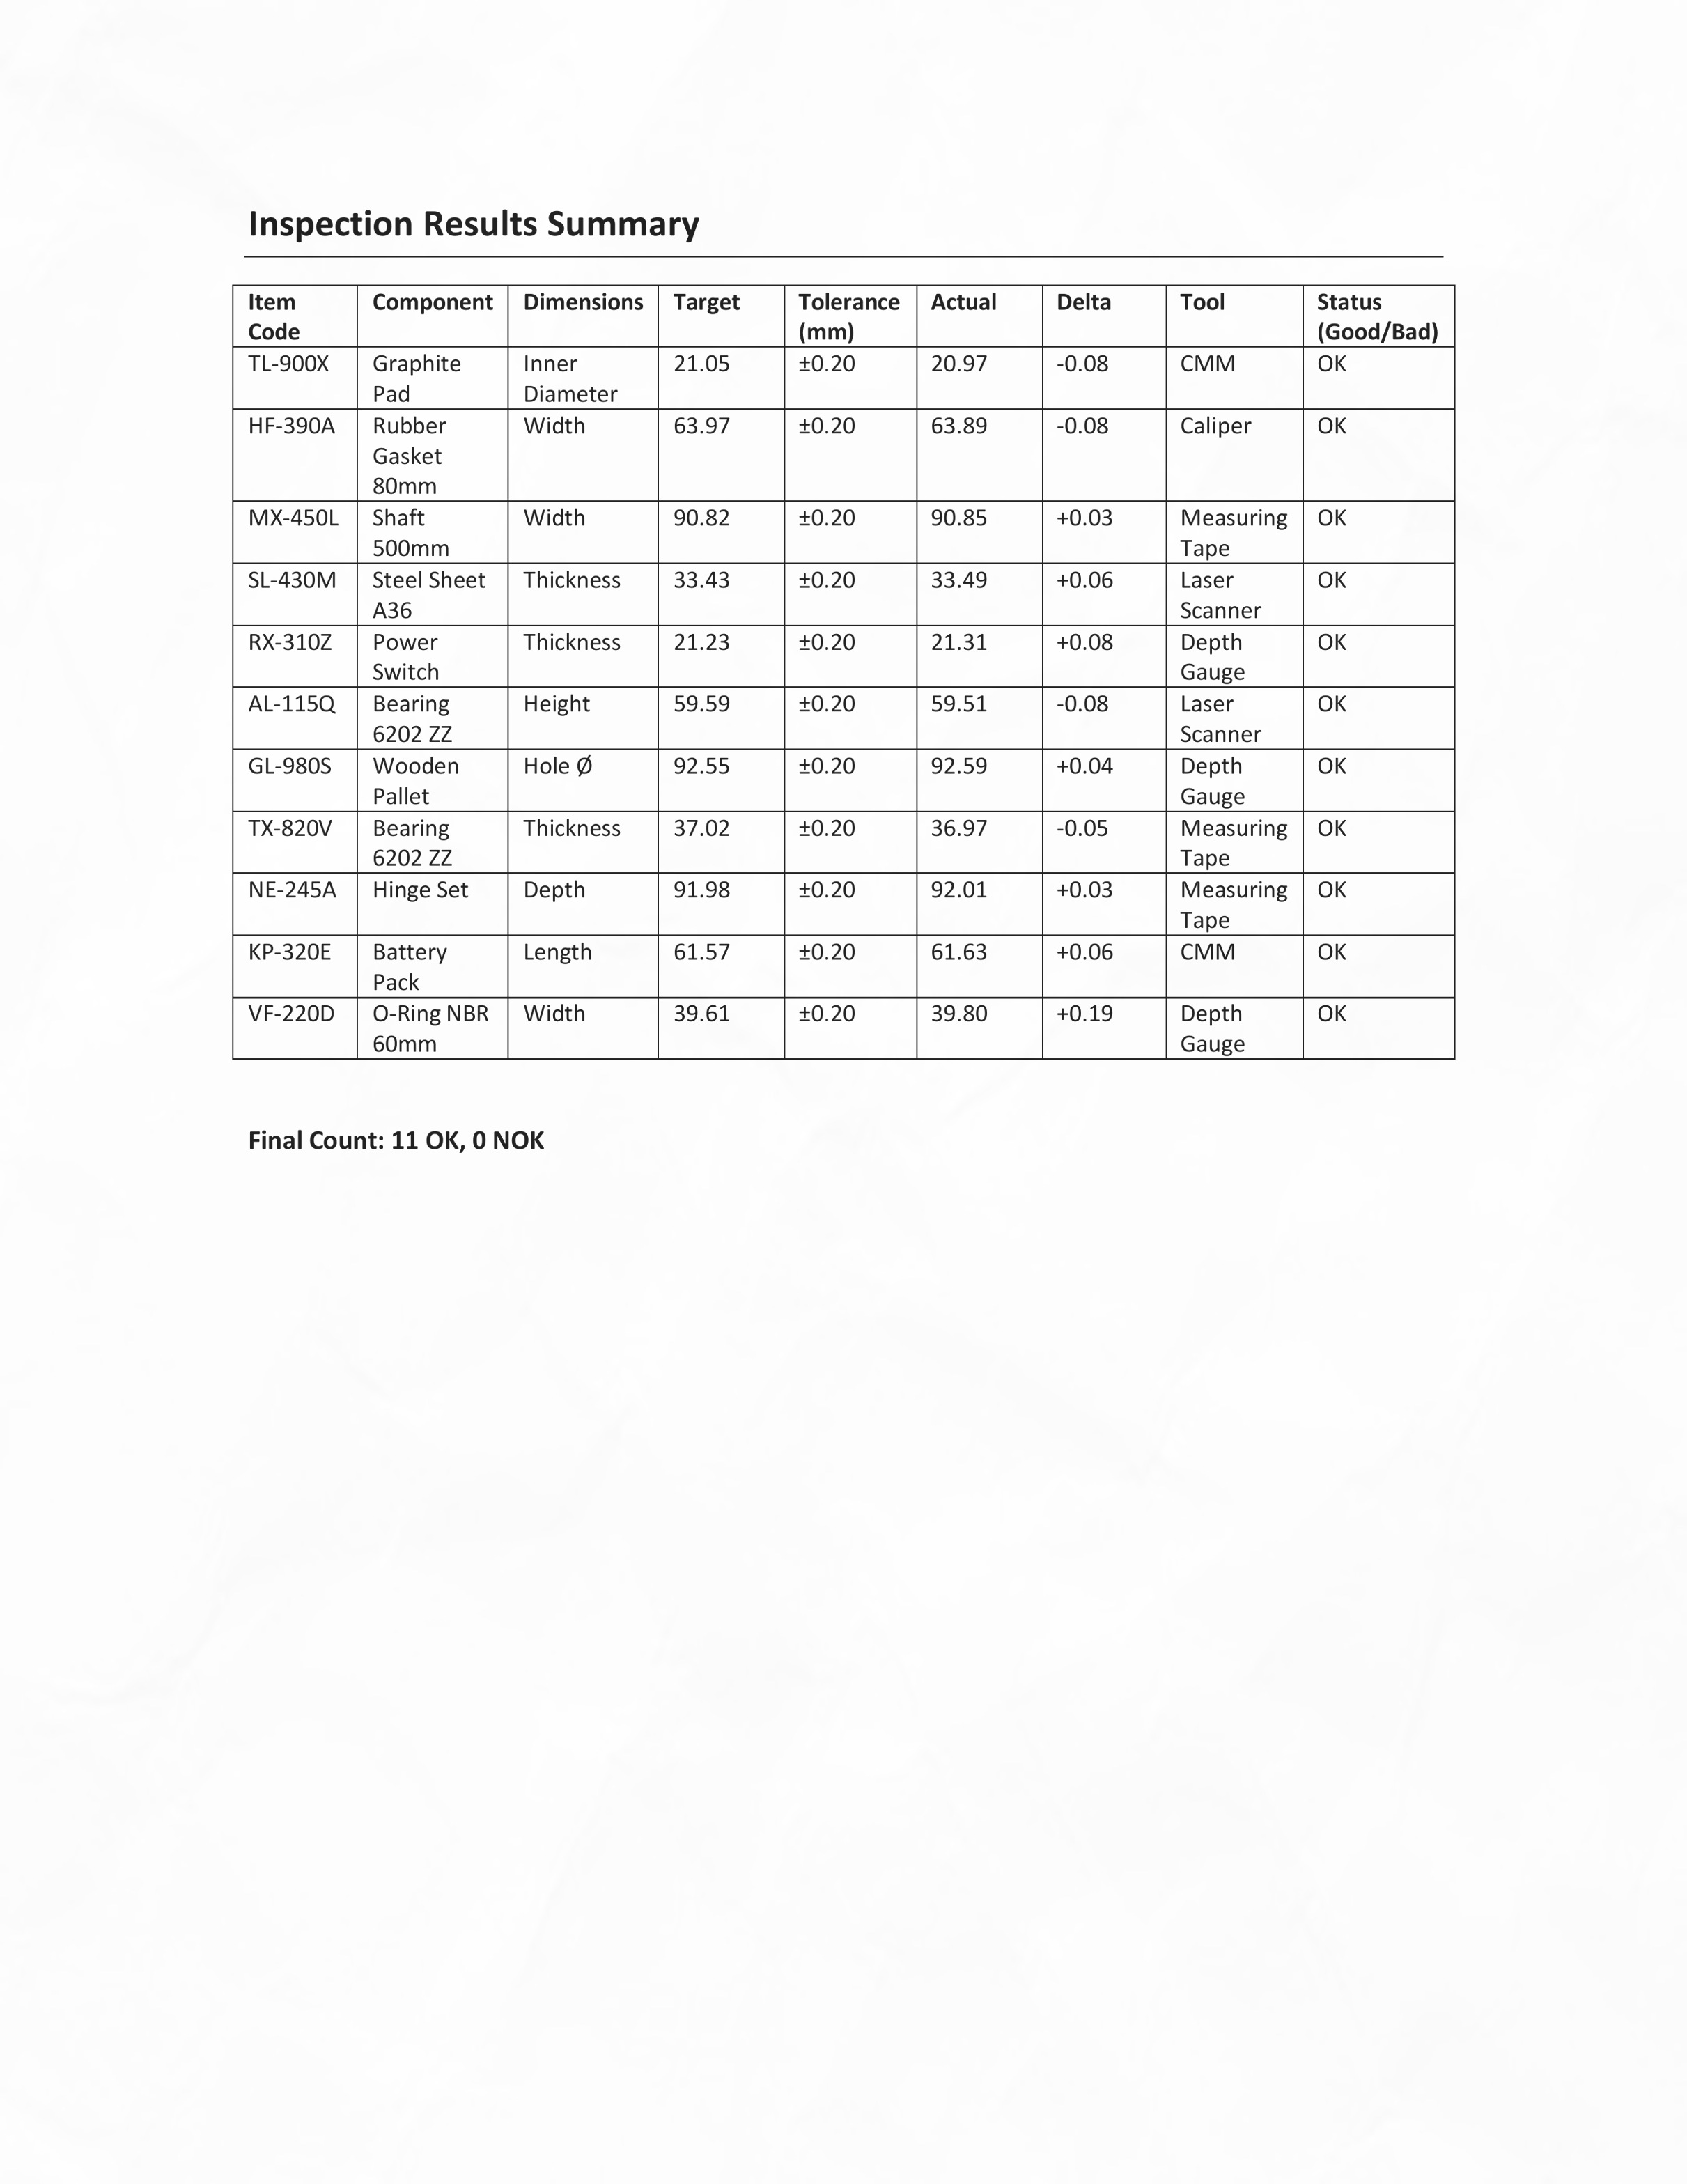 Inspection Results Summary
Item Code | Component | Dimensions | Target | Tolerance (mm) | Actual | Delta | Tool | Status (Good/Bad)
TL-900X | Graphite Pad | Inner Diameter | 21.05 | ±0.20 | 20.97 | -0.08 | CMM | OK
HF-390A | Rubber Gasket 80mm | Width | 63.97 | ±0.20 | 63.89 | -0.08 | Caliper | OK
MX-450L | Shaft 500mm | Width | 90.82 | ±0.20 | 90.85 | +0.03 | Measuring Tape | OK
SL-430M | Steel Sheet A36 | Thickness | 33.43 | ±0.20 | 33.49 | +0.06 | Laser Scanner | OK
RX-310Z | Power Switch | Thickness | 21.23 | ±0.20 | 21.31 | +0.08 | Depth Gauge | OK
AL-115Q | Bearing 6202 ZZ | Height | 59.59 | ±0.20 | 59.51 | -0.08 | Laser Scanner | OK
GL-980S | Wooden Pallet | Hole Ø | 92.55 | ±0.20 | 92.59 | +0.04 | Depth Gauge | OK
TX-820V | Bearing 6202 ZZ | Thickness | 37.02 | ±0.20 | 36.97 | -0.05 | Measuring Tape | OK
NE-245A | Hinge Set | Depth | 91.98 | ±0.20 | 92.01 | +0.03 | Measuring Tape | OK
KP-320E | Battery Pack | Length | 61.57 | ±0.20 | 61.63 | +0.06 | CMM | OK
VF-220D | O-Ring NBR 60mm | Width | 39.61 | ±0.20 | 39.80 | +0.19 | Depth Gauge | OK
Final Count: 11 OK, 0 NOK